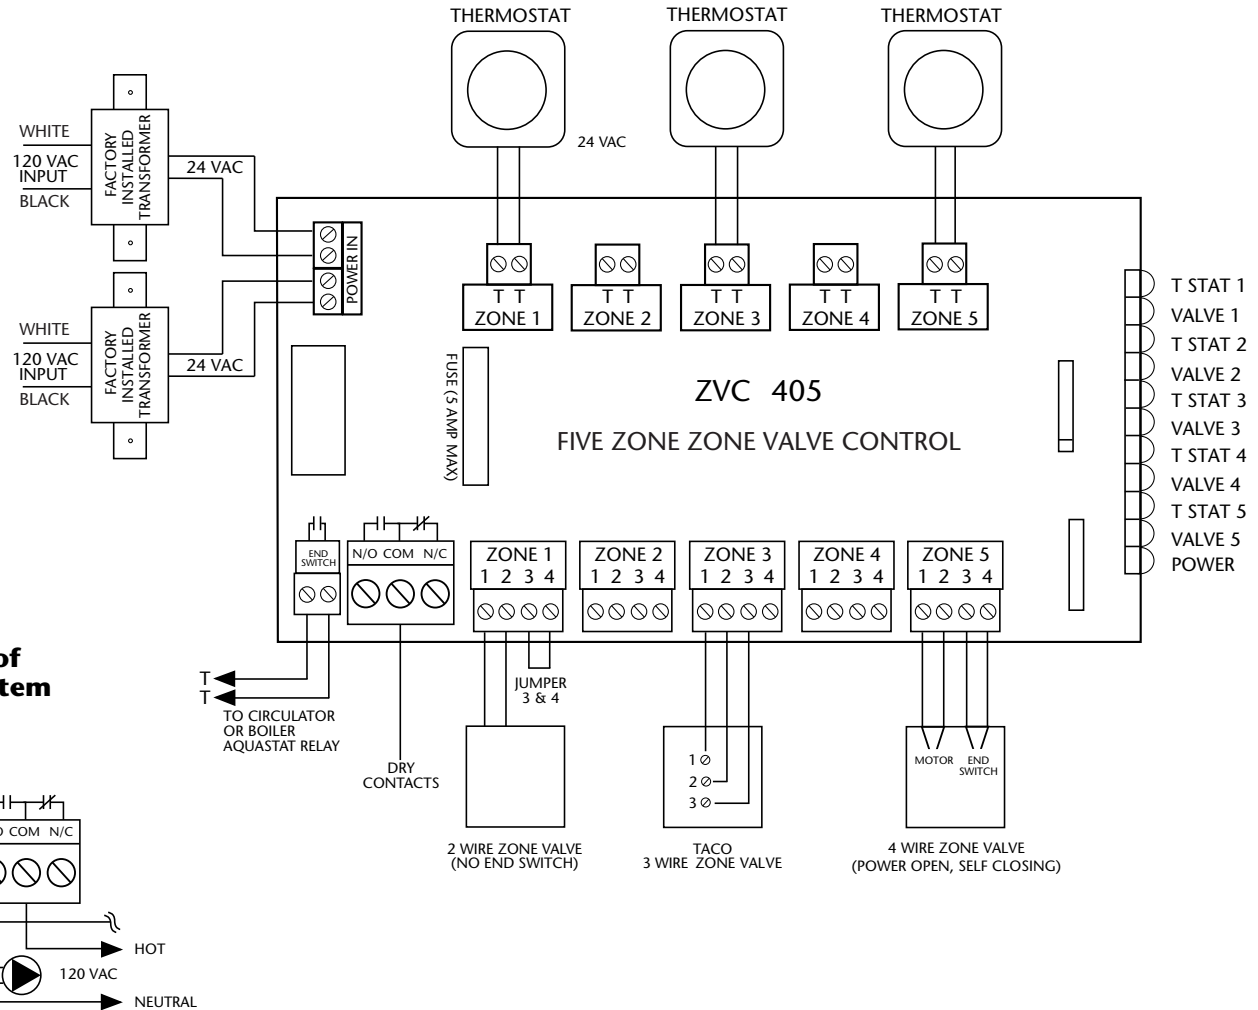 THERMOSTAT
THERMOSTAT
THERMOSTAT
24 VAC
WHITE
120 VAC
INPUT
BLACK
FACTORY
INSTALLED
TRANSFORMER
24 VAC
WHITE
120 VAC
INPUT
BLACK
FACTORY
INSTALLED
TRANSFORMER
24 VAC
POWER IN
T T
ZONE 1
T T
ZONE 2
T T
ZONE 3
T T
ZONE 4
T T
ZONE 5
FUSE (5 AMP MAX)
ZVC 405
FIVE ZONE ZONE VALVE CONTROL
T STAT 1
VALVE 1
T STAT 2
VALVE 2
T STAT 3
VALVE 3
T STAT 4
VALVE 4
T STAT 5
VALVE 5
POWER
END
SWITCH
N/O COM N/C
ZONE 1
1 2 3 4
ZONE 2
1 2 3 4
ZONE 3
1 2 3 4
ZONE 4
1 2 3 4
ZONE 5
1 2 3 4
T
T
TO CIRCULATOR
OR BOILER
AQUASTAT RELAY
DRY
CONTACTS
JUMPER
3 & 4
2 WIRE ZONE VALVE
(NO END SWITCH)
1
2
3
TACO
3 WIRE ZONE VALVE
MOTOR
END
SWITCH
4 WIRE ZONE VALVE
(POWER OPEN, SELF CLOSING)
of
tem
O COM N/C
HOT
120 VAC
NEUTRAL